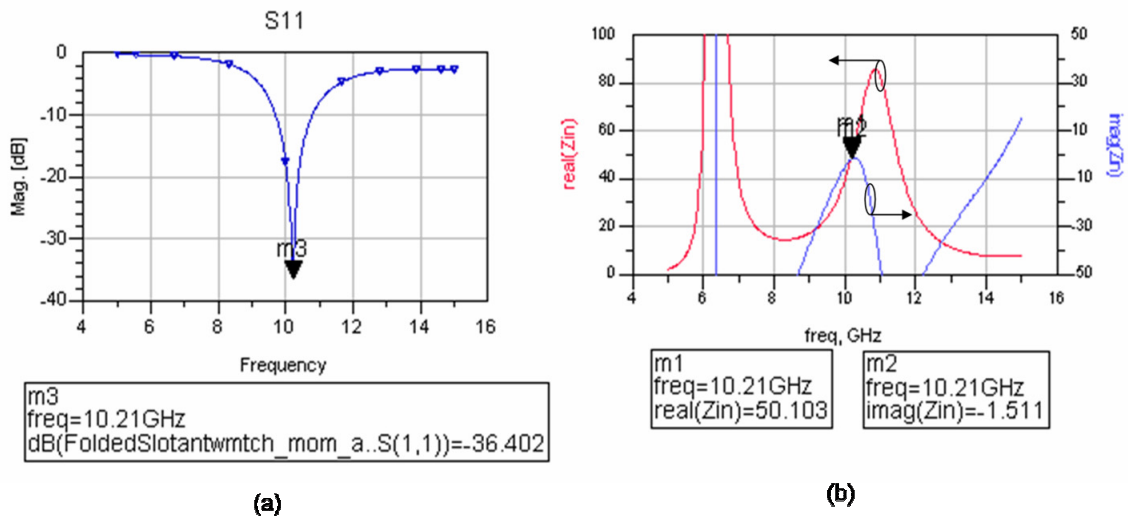 S11
Mag. [dB]
0
-10
-20
-30
-40
4 6 8 10 12 14 16
m3
Frequency
m3
freq=10.21GHz
dB(FoldedSlotantwmtch_mom_a..S(1,1))=-36.402
(a)
real(Zin)
100
80
60
40
20
0
4 6 8 10 12 14 16
m2
50
30
10
-10
-30
-50
imag(Zn)
freq, GHz
m1
freq=10.21GHz
real(Zin)=50.103
m2
freq=10.21GHz
imag(Zin)=-1.511
(b)